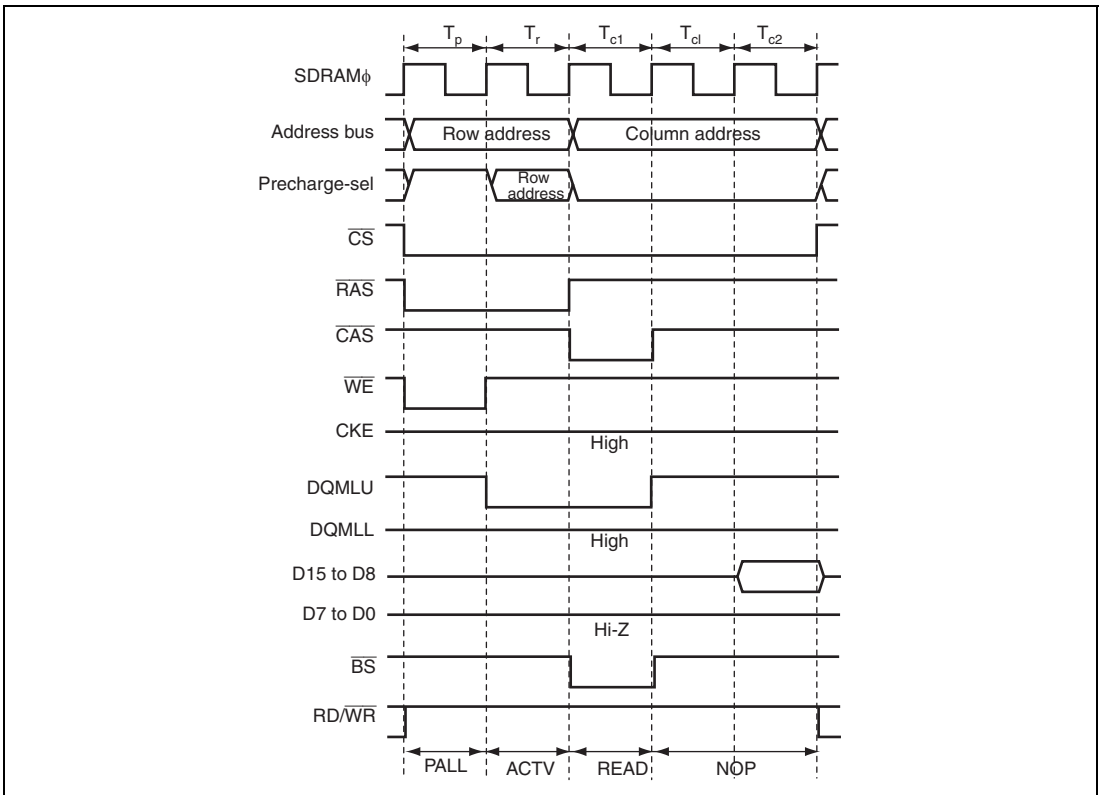 Tp Tr Tc1 Tcl Tc2
SDRAMϕ
Address bus Row address Column address
Precharge-sel Row address
CS
RAS
CAS
WE
CKE High
DQMLU
DQMLL High
D15 to D8
D7 to D0 Hi-Z
BS
RD/WR
PALL ACTV READ NOP